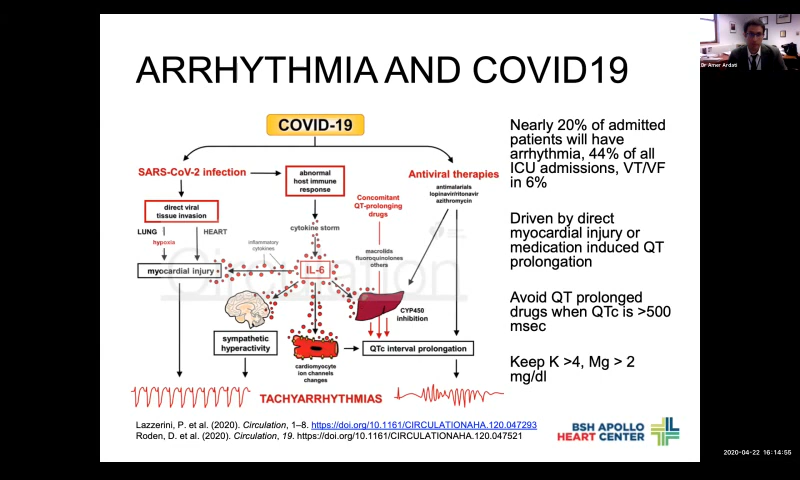 Dr Amer Ardati
ARRHYTHMIA AND COVID19
COVID-19
SARS-CoV-2 infection
abnormal
host immune
response
Antiviral therapies
antimalarials
lopinavir/ritonavir
azithromycin
Concomitant
QT-prolonging
drugs
direct viral
tissue invasion
LUNG
HEART
hypoxia
cytokine storm
inflammatory
cytokines
macrolids
fluoroquinolones
others
myocardial injury
IL-6
Circulation
CYP450
inhibition
sympathetic
hyperactivity
cardiomyocyte
ion channels
changes
QTc interval prolongation
TACHYARRHYTHMIAS
Nearly 20% of admitted
patients will have
arrhythmia, 44% of all
ICU admissions, VT/VF
in 6%
Driven by direct
myocardial injury or
medication induced QT
prolongation
Avoid QT prolonged
drugs when QTc is >500
msec
Keep K >4, Mg > 2
mg/dl
Lazzerini, P. et al. (2020). Circulation, 1–8. https://doi.org/10.1161/CIRCULATIONAHA.120.047293
Roden, D. et al. (2020). Circulation, 19. https://doi.org/10.1161/CIRCULATIONAHA.120.047521
BSH APOLLO
HEART CENTER
2020-04-22 16:14:55